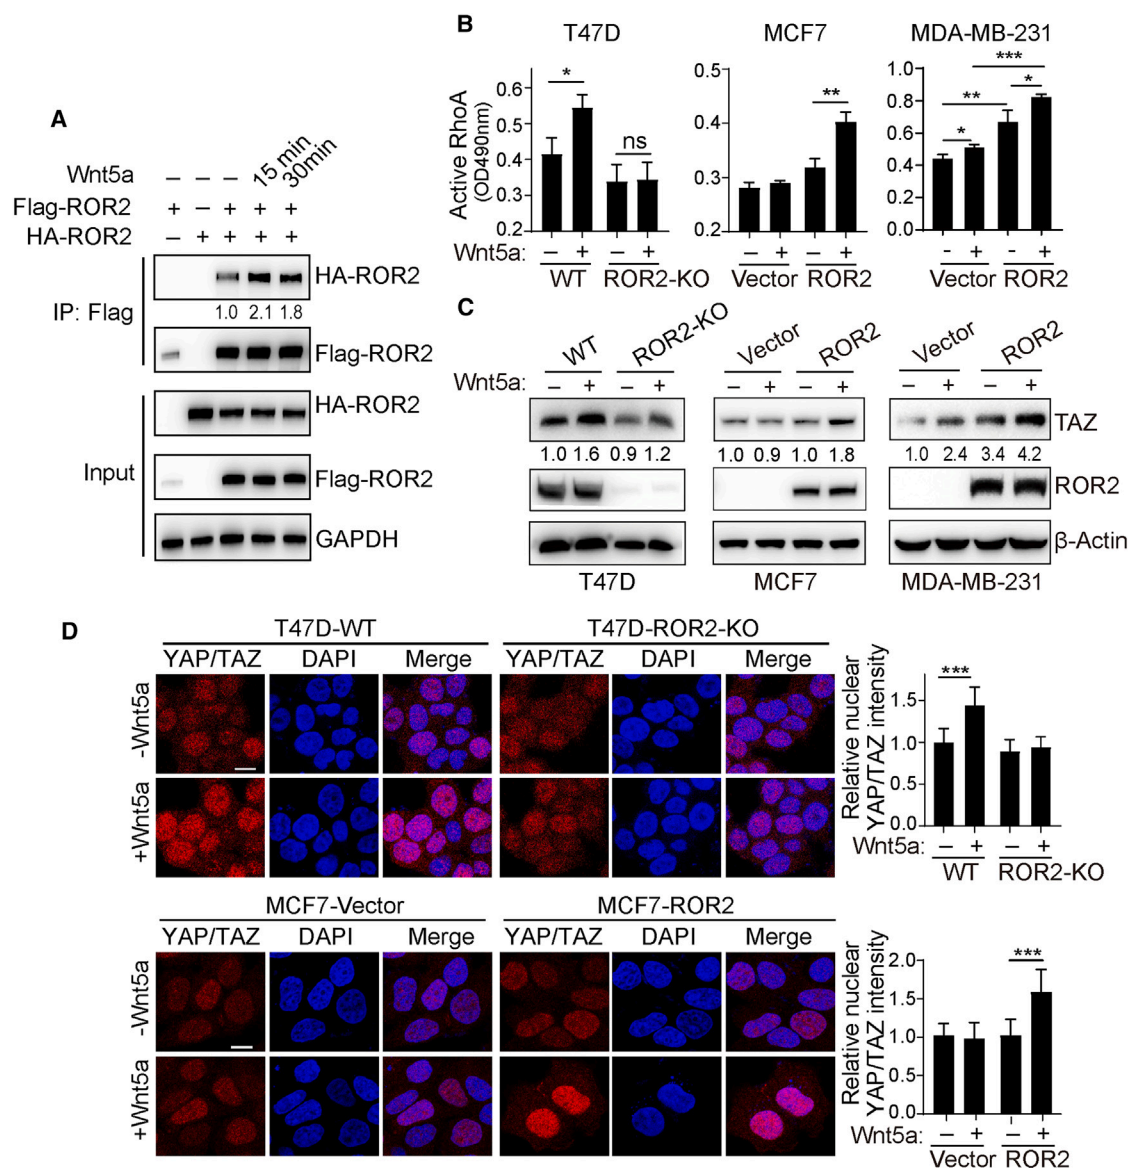 A
Wnt5a – – – 15 min 30min
Flag-ROR2 + – + + +
HA-ROR2 – + + + +
IP: Flag
HA-ROR2
1.0 2.1 1.8
Flag-ROR2
Input
HA-ROR2
Flag-ROR2
GAPDH
B
T47D
MCF7
MDA-MB-231
Active RhoA
(OD490nm)
0.6
0.5
0.4
0.3
0.2
*
ns
0.5
0.4
0.3
0.2
**
1.0
0.8
0.6
0.4
0.2
0.0
***
**
*
*
Wnt5a: – + – + – + – + – + – +
WT ROR2-KO Vector ROR2 Vector ROR2
C
WT ROR2-KO Vector ROR2 Vector ROR2
Wnt5a: – + – + – + – + – + – +
TAZ
1.0 1.6 0.9 1.2 1.0 0.9 1.0 1.8 1.0 2.4 3.4 4.2
ROR2
β-Actin
T47D MCF7 MDA-MB-231
D
T47D-WT T47D-ROR2-KO
YAP/TAZ DAPI Merge YAP/TAZ DAPI Merge
-Wnt5a
+Wnt5a
Relative nuclear
YAP/TAZ intensity
1.5
1.0
0.5
0.0
***
Wnt5a: – + – +
WT ROR2-KO
MCF7-Vector MCF7-ROR2
YAP/TAZ DAPI Merge YAP/TAZ DAPI Merge
-Wnt5a
+Wnt5a
Relative nuclear
YAP/TAZ intensity
2.0
1.5
1.0
0.5
0.0
***
Wnt5a: – + – +
Vector ROR2